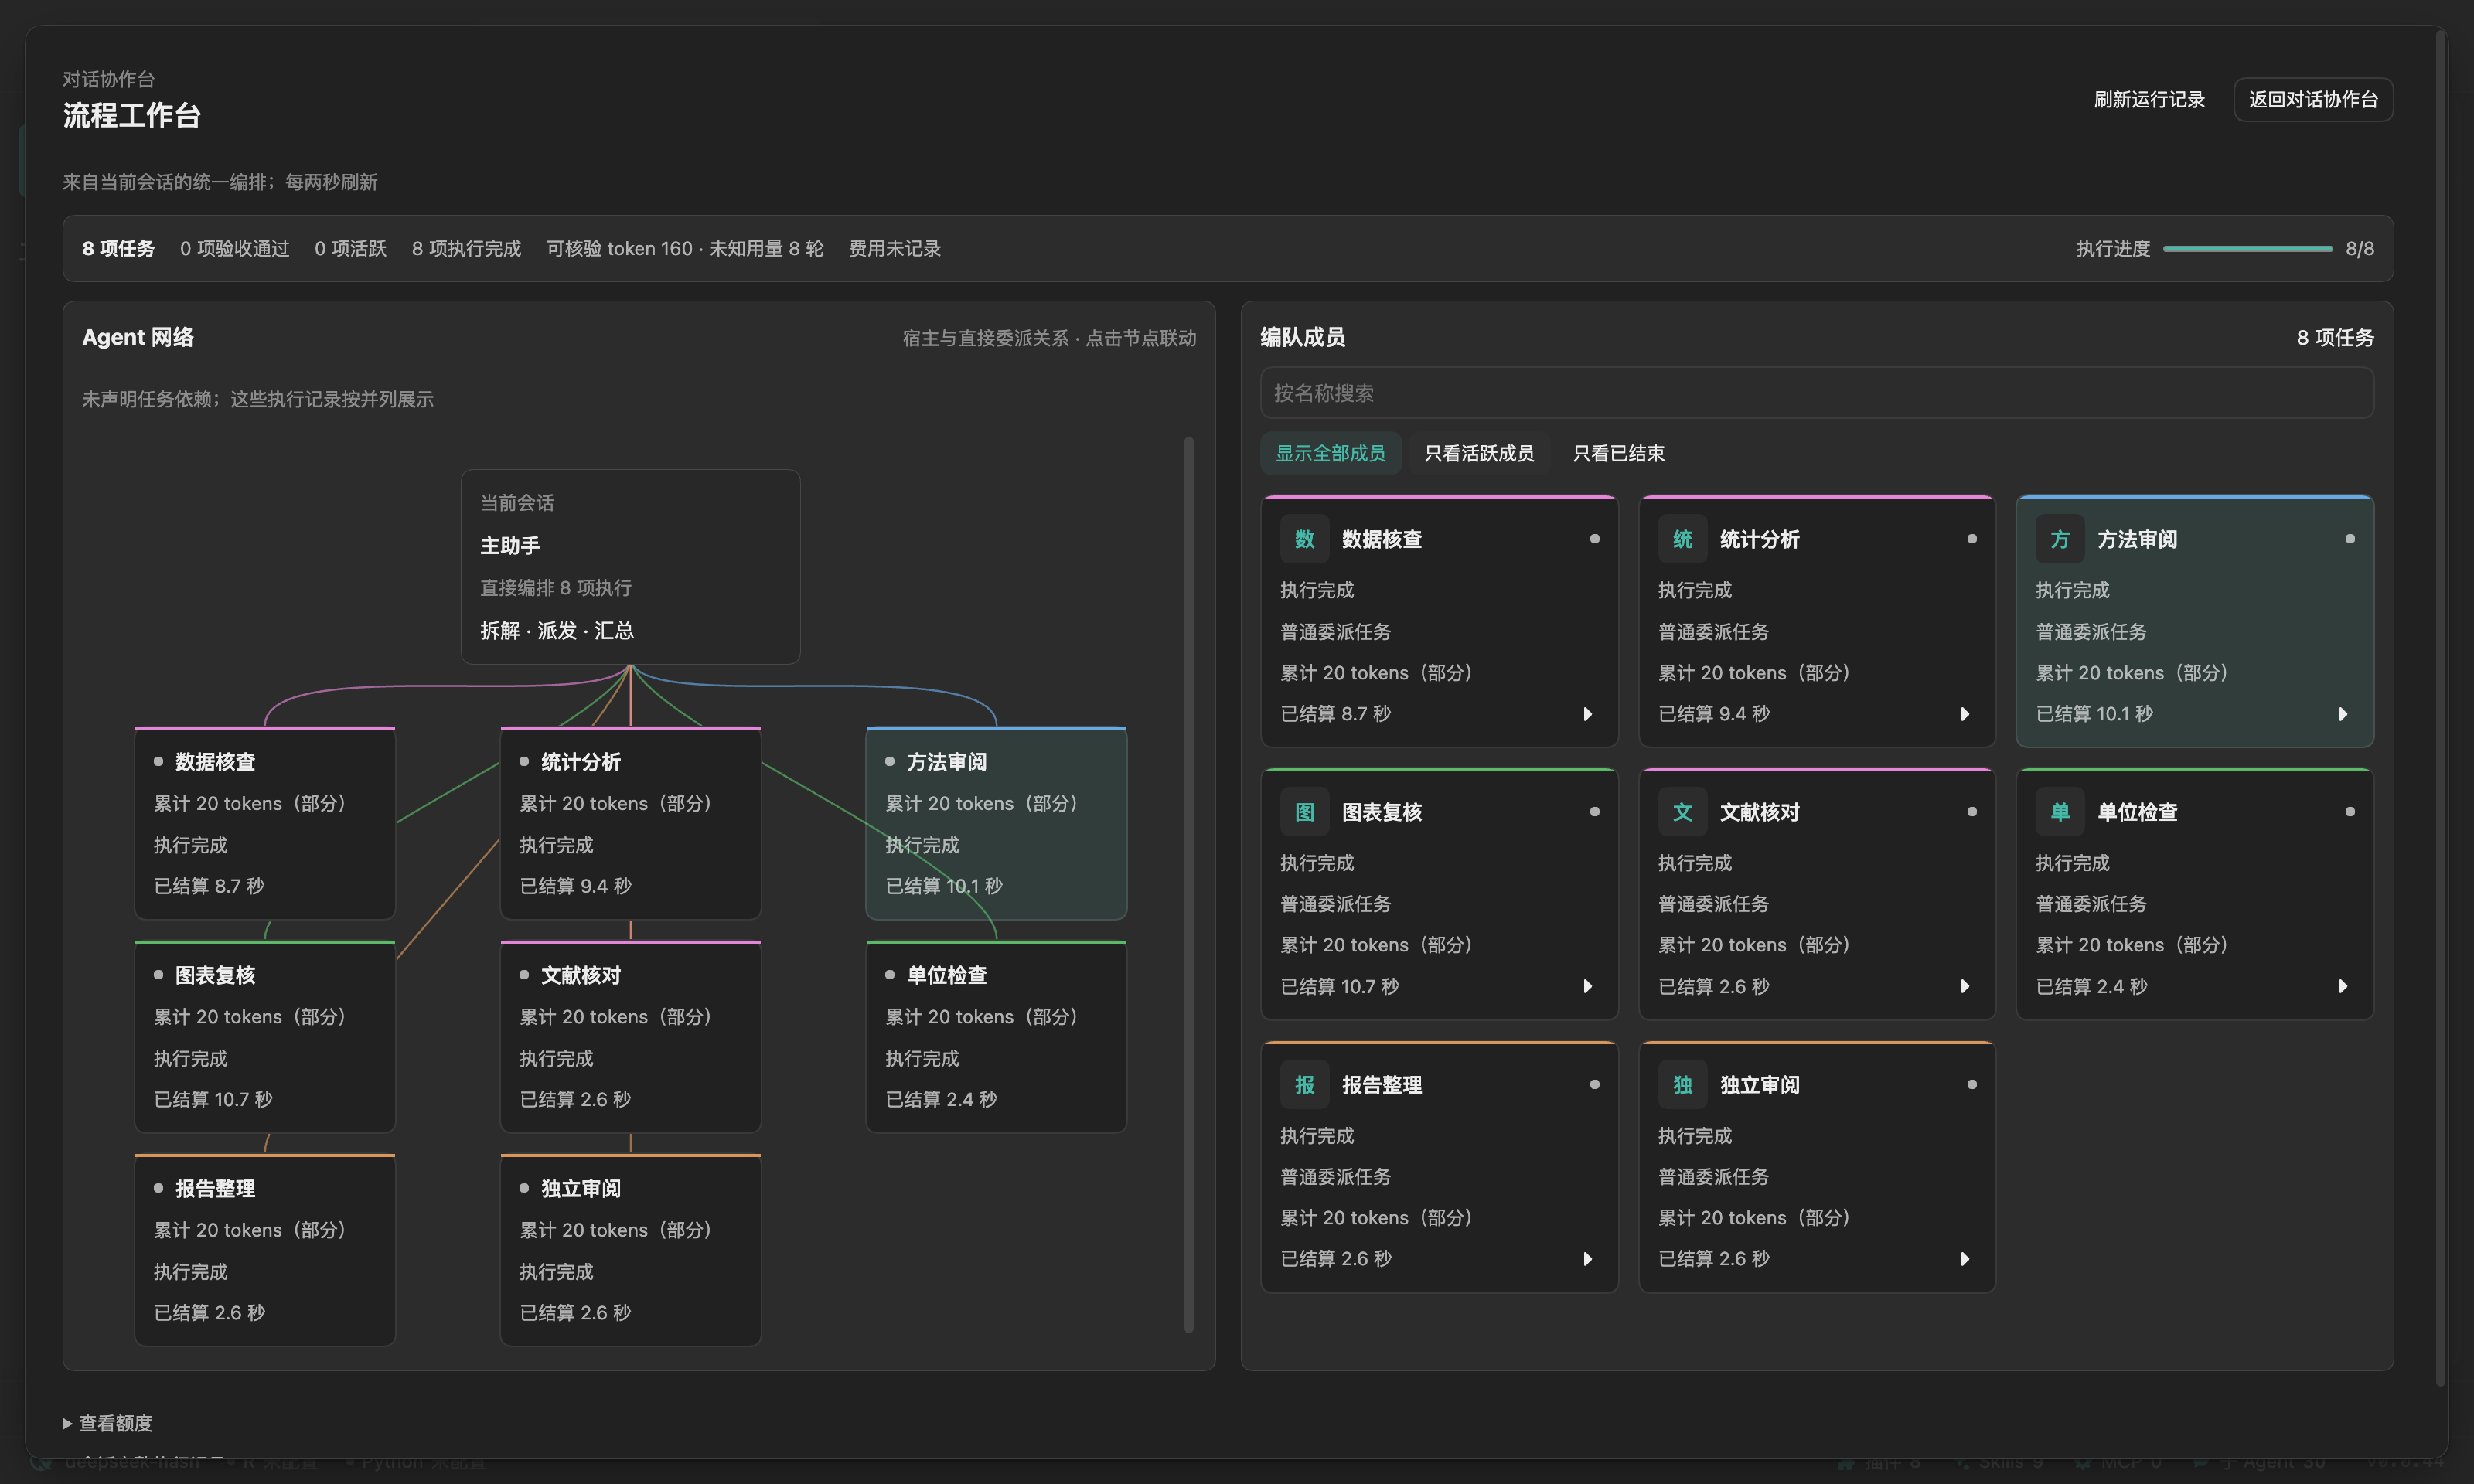 对话协作台
流程工作台
刷新运行记录
返回对话协作台
来自当前会话的统一编排；每两秒刷新
8 项任务 0 项验收通过 0 项活跃 8 项执行完成 可核验 token 160 · 未知用量 8 轮 费用未记录 执行进度 8/8
Agent 网络
宿主与直接委派关系 · 点击节点联动
未声明任务依赖；这些执行记录按并列展示
当前会话
主助手
直接编排 8 项执行
拆解 · 派发 · 汇总
数据核查
累计 20 tokens（部分）
执行完成
已结算 8.7 秒
统计分析
累计 20 tokens（部分）
执行完成
已结算 9.4 秒
方法审阅
累计 20 tokens（部分）
执行完成
已结算 10.1 秒
图表复核
累计 20 tokens（部分）
执行完成
已结算 10.7 秒
文献核对
累计 20 tokens（部分）
执行完成
已结算 2.6 秒
单位检查
累计 20 tokens（部分）
执行完成
已结算 2.4 秒
报告整理
累计 20 tokens（部分）
执行完成
已结算 2.6 秒
独立审阅
累计 20 tokens（部分）
执行完成
已结算 2.6 秒
编队成员
8 项任务
按名称搜索
显示全部成员 只看活跃成员 只看已结束
数 数据核查
执行完成
普通委派任务
累计 20 tokens（部分）
已结算 8.7 秒
统 统计分析
执行完成
普通委派任务
累计 20 tokens（部分）
已结算 9.4 秒
方 方法审阅
执行完成
普通委派任务
累计 20 tokens（部分）
已结算 10.1 秒
图 图表复核
执行完成
普通委派任务
累计 20 tokens（部分）
已结算 10.7 秒
文 文献核对
执行完成
普通委派任务
累计 20 tokens（部分）
已结算 2.6 秒
单 单位检查
执行完成
普通委派任务
累计 20 tokens（部分）
已结算 2.4 秒
报 报告整理
执行完成
普通委派任务
累计 20 tokens（部分）
已结算 2.6 秒
独 独立审阅
执行完成
普通委派任务
累计 20 tokens（部分）
已结算 2.6 秒
查看额度